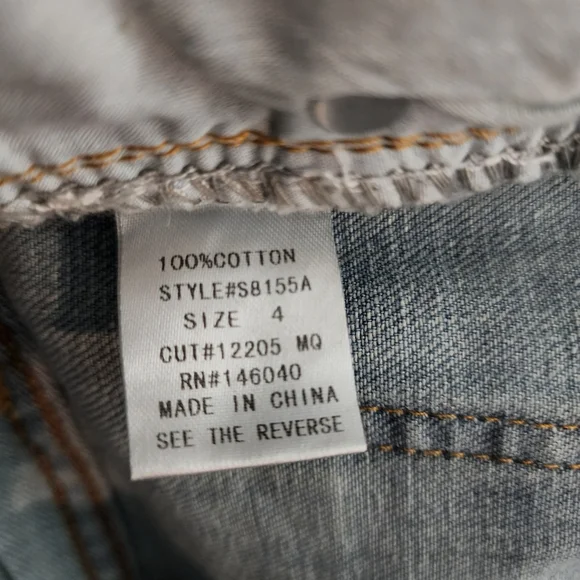 100%COTTON
STYLE#S8155A
SIZE 4
CUT#12205 MQ
RN#146040
MADE IN CHINA
SEE THE REVERSE